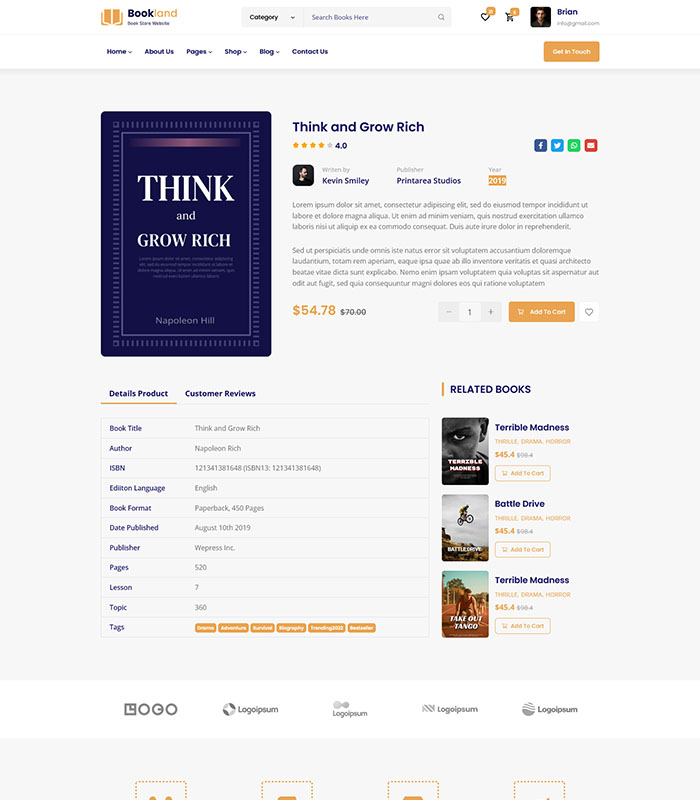 Bookland
Book Store Website
Category
Search Books Here
Brian
info@gmail.com
Home
About Us
Pages
Shop
Blog
Contact Us
Get In Touch
THINK
and
GROW RICH
Lorem ipsum dolor sit amet, consectetur adipiscing
Napoleon Hill
Think and Grow Rich
4.0
Writen by
Kevin Smiley
Publisher
Printarea Studios
Year
2019
Lorem ipsum dolor sit amet, consectetur adipiscing elit, sed do eiusmod tempor incididunt ut
labore et dolore magna aliqua. Ut enim ad minim veniam, quis nostrud exercitation ullamco
laboris nisi ut aliquip ex ea commodo consequat. Duis aute irure dolor in reprehenderit.
Sed ut perspiciatis unde omnis iste natus error sit voluptatem accusantium doloremque
laudantium, totam rem aperiam, eaque ipsa quae ab illo inventore veritatis et quasi architecto
beatae vitae dicta sunt explicabo. Nemo enim ipsam voluptatem quia voluptas sit aspernatur aut
odit aut fugit, sed quia consequuntur magni dolores eos qui ratione voluptatem
$54.78 $70.00
− 1 +
Add To Cart
Details Product
Customer Reviews
Book Title Think and Grow Rich
Author Napoleon Rich
ISBN 121341381648 (ISBN13: 121341381648)
Ediiton Language English
Book Format Paperback, 450 Pages
Date Published August 10th 2019
Publisher Wepress Inc.
Pages 520
Lesson 7
Topic 360
Tags Drama Adventure Survival Biography Trending2022 Bestseller
RELATED BOOKS
TERRIBLE
MADNESS
Terrible Madness
THRILLE, DRAMA, HORROR
$45.4 $98.4
Add To Cart
BATTLE DRIVE
Battle Drive
THRILLE, DRAMA, HORROR
$45.4 $98.4
Add To Cart
TAKE OUT
TANGO
Terrible Madness
THRILLE, DRAMA, HORROR
$45.4 $98.4
Add To Cart
LOGO
Logoipsum
Logoipsum
Logoipsum
Logoipsum